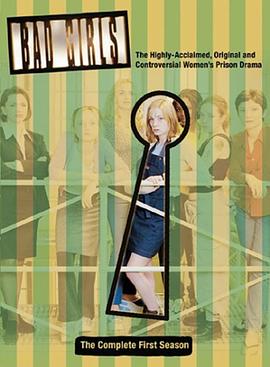 BAD GIRLS
The Highly-Acclaimed, Original and
Controversial Women's Prison Drama
The Complete First Season